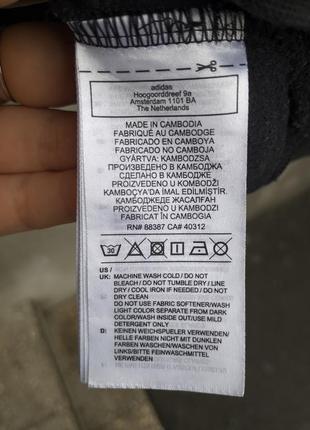 adidas
Hoogoorddreef 9a
Amsterdam 1101 BA
The Netherlands
MADE IN CAMBODIA
FABRIQUÉ AU CAMBODGE
FABRICADO EN CAMBOYA
FABRICADO NO CAMBOJA
GYÁRTVA: KAMBODZSA
ПРОИЗВЕДЕНО В КАМБОДЖА
СДЕЛАНО В КАМБОДЖЕ
PROIZVEDENO U KOMBODŽI
KAMBOÇYA'DA İMAL EDİLMİŞTİR
КАМБОДЖЕДЕ ЖАСАЛҒАН
PROIZVEDENO U KOMBODŽI
FABRICAT ÎN CAMBOGIA
RN# 88387 CA# 40312
30
US /
UK: MACHINE WASH COLD / DO NOT
BLEACH / DO NOT TUMBLE DRY / LINE
DRY / COOL IRON IF NEEDED / DO NOT
DRY CLEAN
DO NOT USE FABRIC SOFTENER/WASH
LIGHT COLOR SEPARATE FROM DARK
COLOR/WASH INSIDE OUT/USE MILD
DETERGENT ONLY
D: KEINEN WEICHSPUELER VERWENDEN/
HELLE FARBEN NICHT MIT DUNKLEN
FARBEN WASCHEN/WASCHEN VON
LINKS/BITTE FEINWASCHMITTEL
VERWENDEN